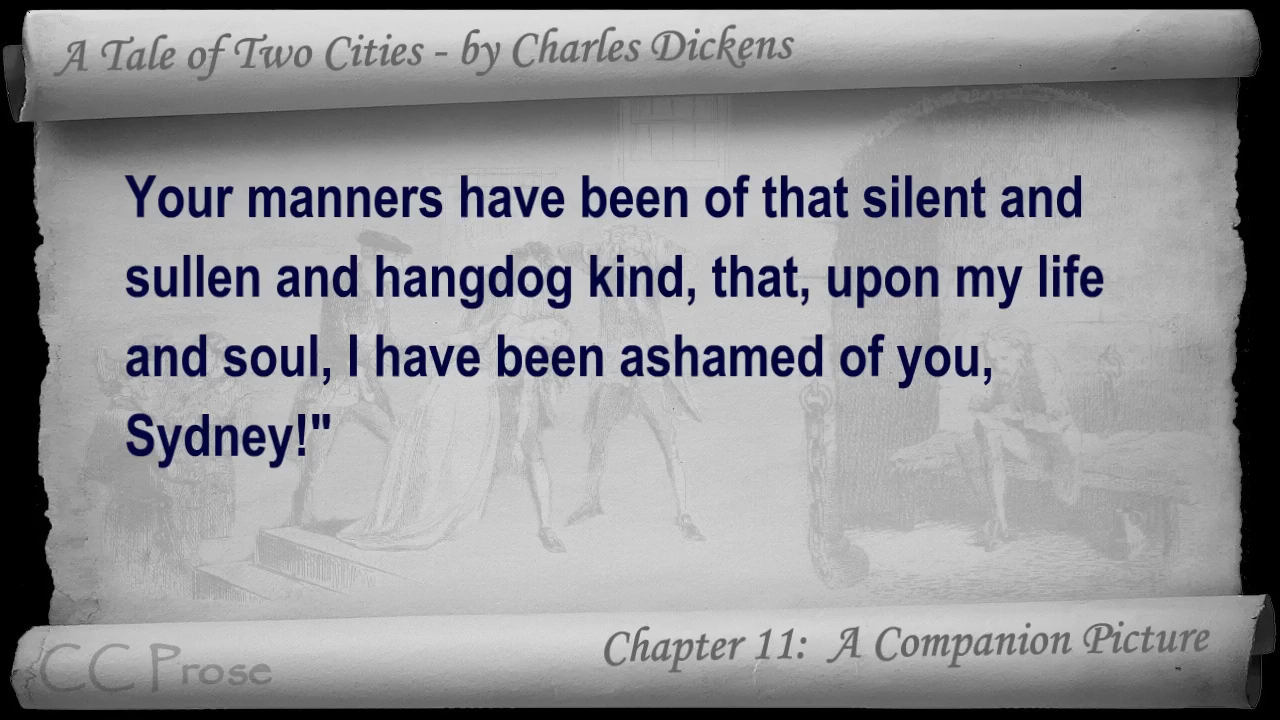 A Tale of Two Cities - by Charles Dickens
Your manners have been of that silent and
sullen and hangdog kind, that, upon my life
and soul, I have been ashamed of you,
Sydney!"
Chapter 11: A Companion Picture
CC Prose